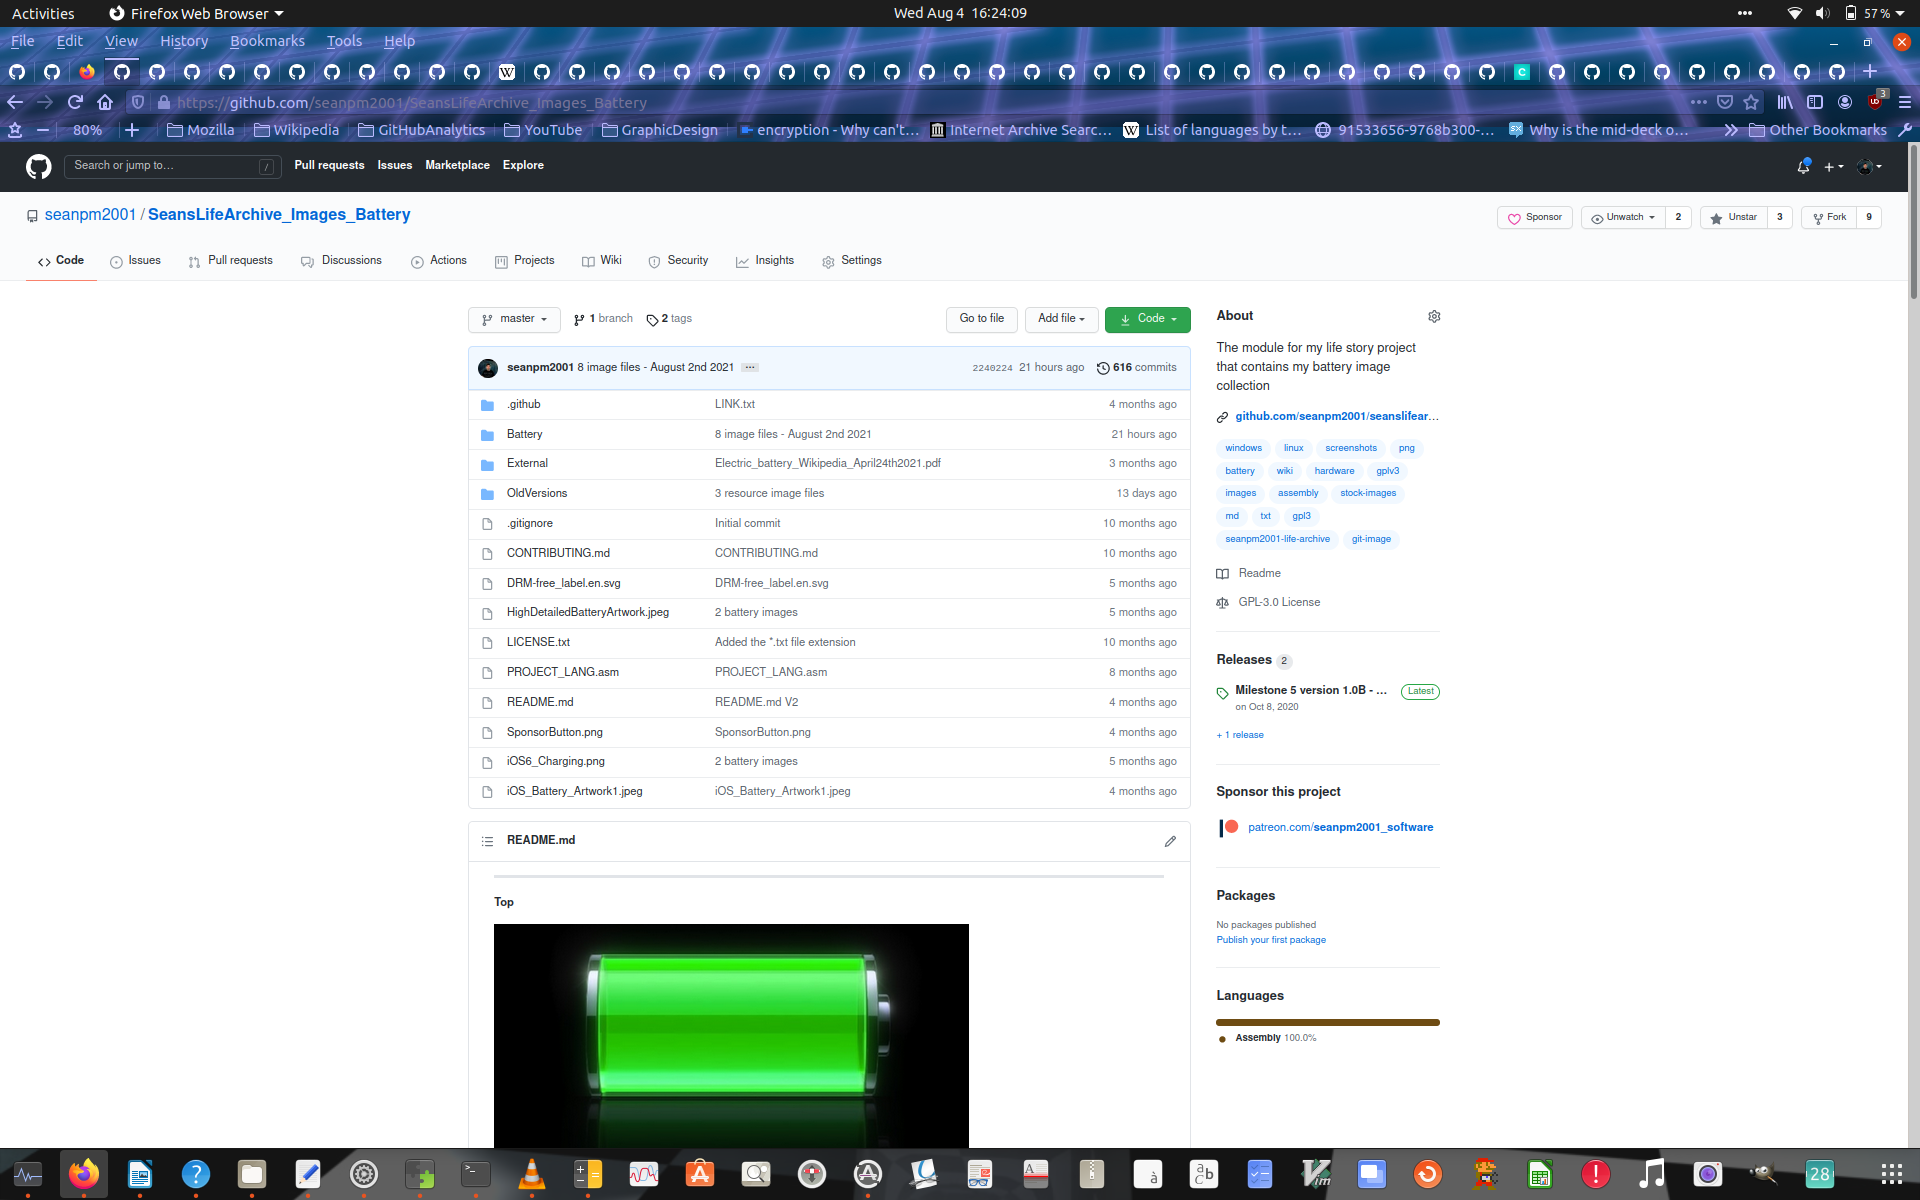 Activities Firefox Web Browser Wed Aug 4 16:24:09 57 %
File Edit View History Bookmarks Tools Help
https://github.com/seanpm2001/SeansLifeArchive_Images_Battery 3
80% Mozilla Wikipedia GitHubAnalytics YouTube GraphicDesign encryption - Why can't… Internet Archive Searc… List of languages by t… 91533656-9768b300-… Why is the mid-deck o… Other Bookmarks
Search or jump to… / Pull requests Issues Marketplace Explore
seanpm2001 / SeansLifeArchive_Images_Battery Sponsor Unwatch 2 Unstar 3 Fork 9
Code Issues Pull requests Discussions Actions Projects Wiki Security Insights Settings
master 1 branch 2 tags Go to file Add file Code
seanpm2001 8 image files - August 2nd 2021 … 2240224 21 hours ago 616 commits
.github LINK.txt 4 months ago
Battery 8 image files - August 2nd 2021 21 hours ago
External Electric_battery_Wikipedia_April24th2021.pdf 3 months ago
OldVersions 3 resource image files 13 days ago
.gitignore Initial commit 10 months ago
CONTRIBUTING.md CONTRIBUTING.md 10 months ago
DRM-free_label.en.svg DRM-free_label.en.svg 5 months ago
HighDetailedBatteryArtwork.jpeg 2 battery images 5 months ago
LICENSE.txt Added the *.txt file extension 10 months ago
PROJECT_LANG.asm PROJECT_LANG.asm 8 months ago
README.md README.md V2 4 months ago
SponsorButton.png SponsorButton.png 4 months ago
iOS6_Charging.png 2 battery images 5 months ago
iOS_Battery_Artwork1.jpeg iOS_Battery_Artwork1.jpeg 4 months ago
README.md
Top
About
The module for my life story project
that contains my battery image
collection
github.com/seanpm2001/seanslifear…
windows linux screenshots png
battery wiki hardware gplv3
images assembly stock-images
md txt gpl3
seanpm2001-life-archive git-image
Readme
GPL-3.0 License
Releases 2
Milestone 5 version 1.0B - … Latest
on Oct 8, 2020
+ 1 release
Sponsor this project
patreon.com/seanpm2001_software
Packages
No packages published
Publish your first package
Languages
Assembly 100.0%
28